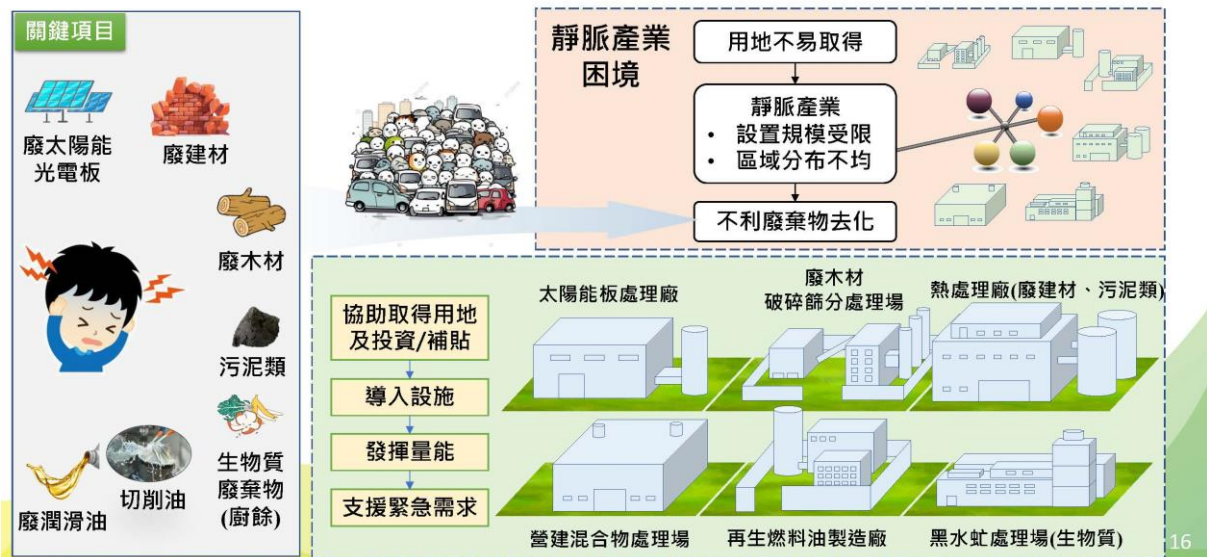 關鍵項目
廢太陽能
光電板
廢建材
廢木材
污泥類
生物質
廢棄物
(廚餘)
切削油
廢潤滑油
靜脈產業
困境
用地不易取得
靜脈產業
• 設置規模受限
• 區域分布不均
不利廢棄物去化
協助取得用地
及投資/補貼
導入設施
發揮量能
支援緊急需求
太陽能板處理廠
廢木材
破碎篩分處理場
熱處理廠(廢建材、污泥類)
營建混合物處理場
再生燃料油製造廠
黑水虻處理場(生物質)
16